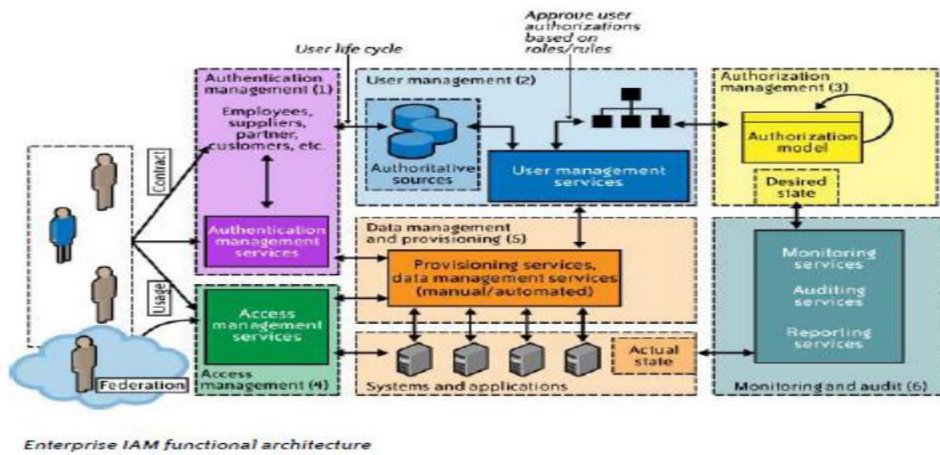 Approve user
authorizations
based on
roles/rules
User life cycle
Authentication
management (1)
Employees,
suppliers,
partner,
customers, etc.
Authentication
management
services
User management (2)
Authoritative
sources
User management
services
Authorization
management (3)
Authorization
model
Desired
state
Contract
Usage
Federation
Access
management
services
Access
management (4)
Data management
and provisioning (5)
Provisioning services,
data management services
(manual/automated)
Systems and applications
Actual
state
Monitoring
services
Auditing
services
Reporting
services
Monitoring and audit (6)
Enterprise IAM functional architecture